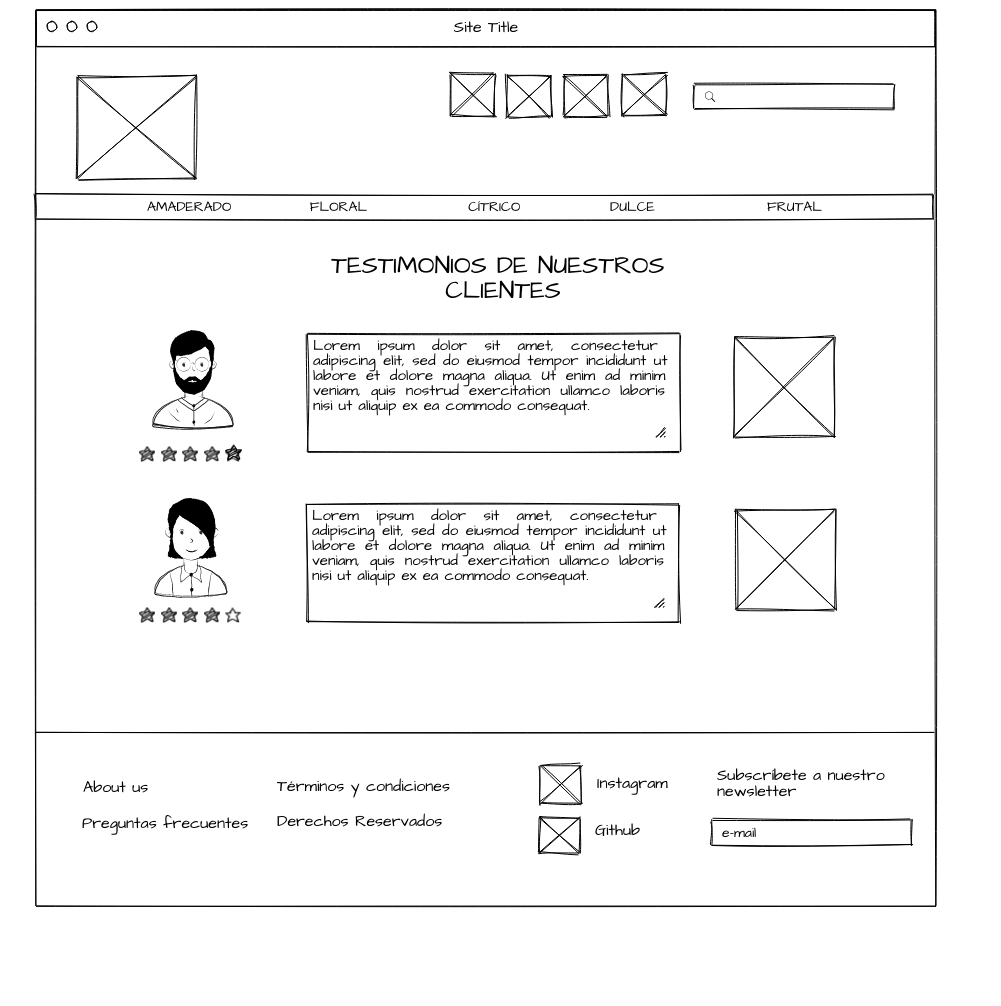 Site Title
AMADERADO FLORAL CÍTRICO DULCE FRUTAL
TESTIMONIOS DE NUESTROS
CLIENTES
Lorem ipsum dolor sit amet, consectetur
adipiscing elit, sed do eiusmod tempor incididunt ut
labore et dolore magna aliqua. Ut enim ad minim
veniam, quis nostrud exercitation ullamco laboris
nisi ut aliquip ex ea commodo consequat.
Lorem ipsum dolor sit amet, consectetur
adipiscing elit, sed do eiusmod tempor incididunt ut
labore et dolore magna aliqua. Ut enim ad minim
veniam, quis nostrud exercitation ullamco laboris
nisi ut aliquip ex ea commodo consequat.
About us
Preguntas frecuentes
Términos y condiciones
Derechos Reservados
Instagram
Github
Subscríbete a nuestro
newsletter
e-mail